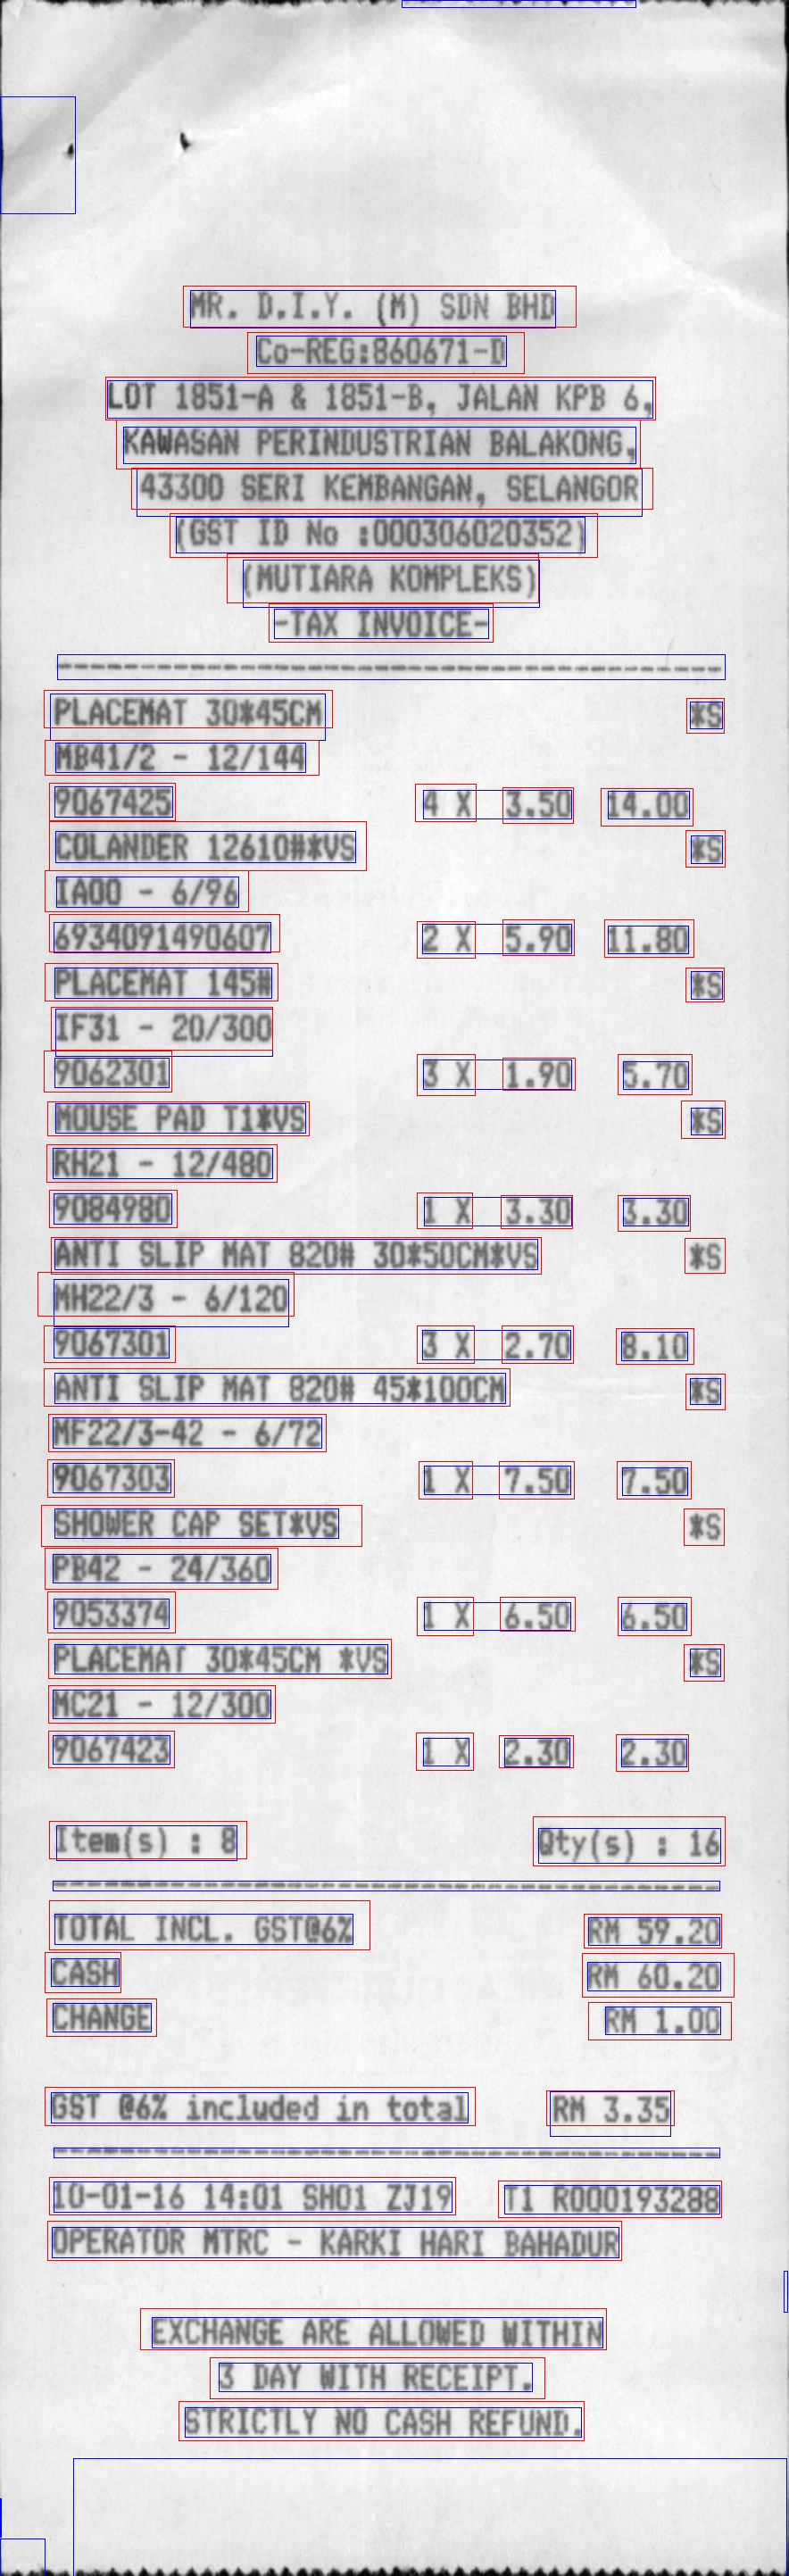 MR. D.I.Y. (M) SDN BHD
Co-REG:860671-D
LOT 1851-A & 1851-B, JALAN KPB 6,
KAWASAN PERINDUSTRIAN BALAKONG,
43300 SERI KEMBANGAN, SELANGOR
(GST ID No :000306020352)
(MUTIARA KOMPLEKS)
-TAX INVOICE-
PLACEMAT 30*45CM *S
MB41/2 - 12/144
9067425 4 X 3.50 14.00
COLANDER 12610##*VS *S
IA00 - 6/96
6934091490607 2 X 5.90 11.80
PLACEMAT 145# *S
IF31 - 20/300
9062301 3 X 1.90 5.70
MOUSE PAD T1*VS *S
RH21 - 12/480
9084980 1 X 3.30 3.30
ANTI SLIP MAT 820# 30*50CM*VS *S
MH22/3 - 6/120
9067301 3 X 2.70 8.10
ANTI SLIP MAT 820# 45*100CM *S
MF22/3-42 - 6/72
9067303 1 X 7.50 7.50
SHOWER CAP SET*VS *S
PB42 - 24/360
9053374 1 X 6.50 6.50
PLACEMAT 30*45CM *VS *S
MC21 - 12/300
9067423 1 X 2.30 2.30
Item(s) : 8 Qty(s) : 16
TOTAL INCL. GST@6% RM 59.20
CASH RM 60.20
CHANGE RM 1.00
GST @6% included in total RM 3.35
10-01-16 14:01 SH01 ZJ19 T1 R000193288
OPERATOR MTRC - KARKI HARI BAHADUR
EXCHANGE ARE ALLOWED WITHIN
3 DAY WITH RECEIPT.
STRICTLY NO CASH REFUND.